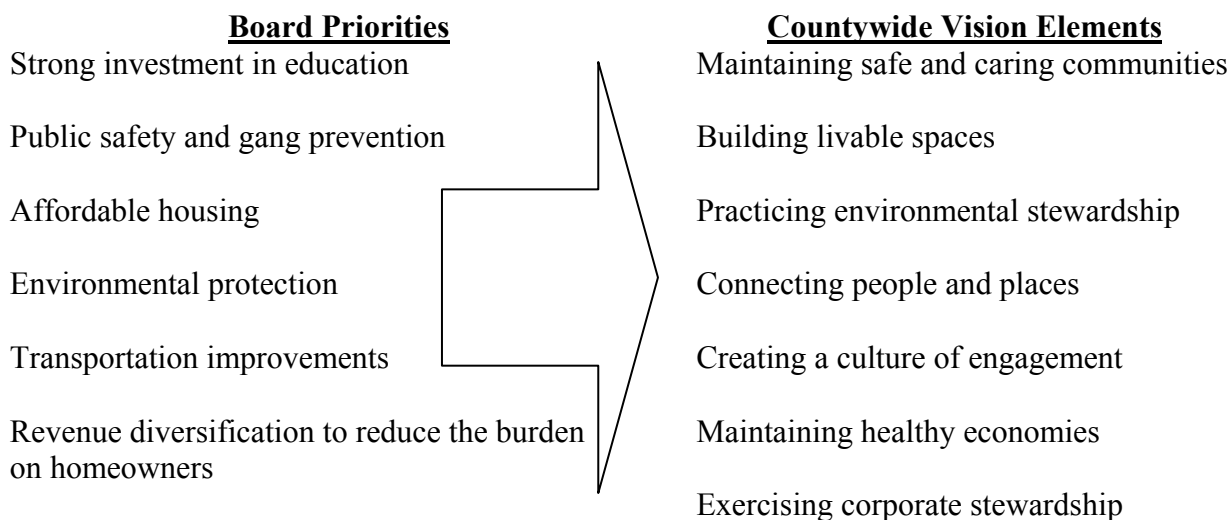 Board Priorities
Strong investment in education
Public safety and gang prevention
Affordable housing
Environmental protection
Transportation improvements
Revenue diversification to reduce the burden
on homeowners
Countywide Vision Elements
Maintaining safe and caring communities
Building livable spaces
Practicing environmental stewardship
Connecting people and places
Creating a culture of engagement
Maintaining healthy economies
Exercising corporate stewardship